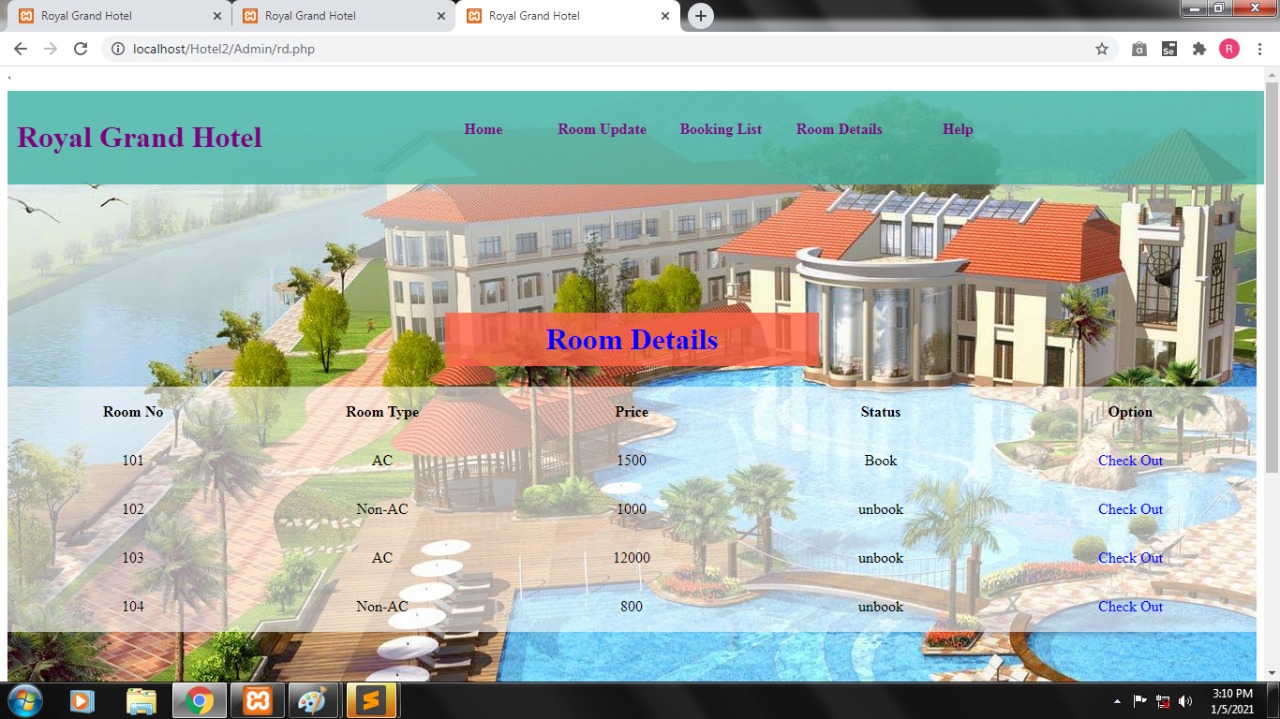 Royal Grand Hotel Royal Grand Hotel Royal Grand Hotel
localhost/Hotel2/Admin/rd.php
R
`
Royal Grand Hotel Home Room Update Booking List Room Details Help
Room Details
Room No Room Type Price Status Option
101 AC 1500 Book Check Out
102 Non-AC 1000 unbook Check Out
103 AC 12000 unbook Check Out
104 Non-AC 800 unbook Check Out
3:10 PM
1/5/2021